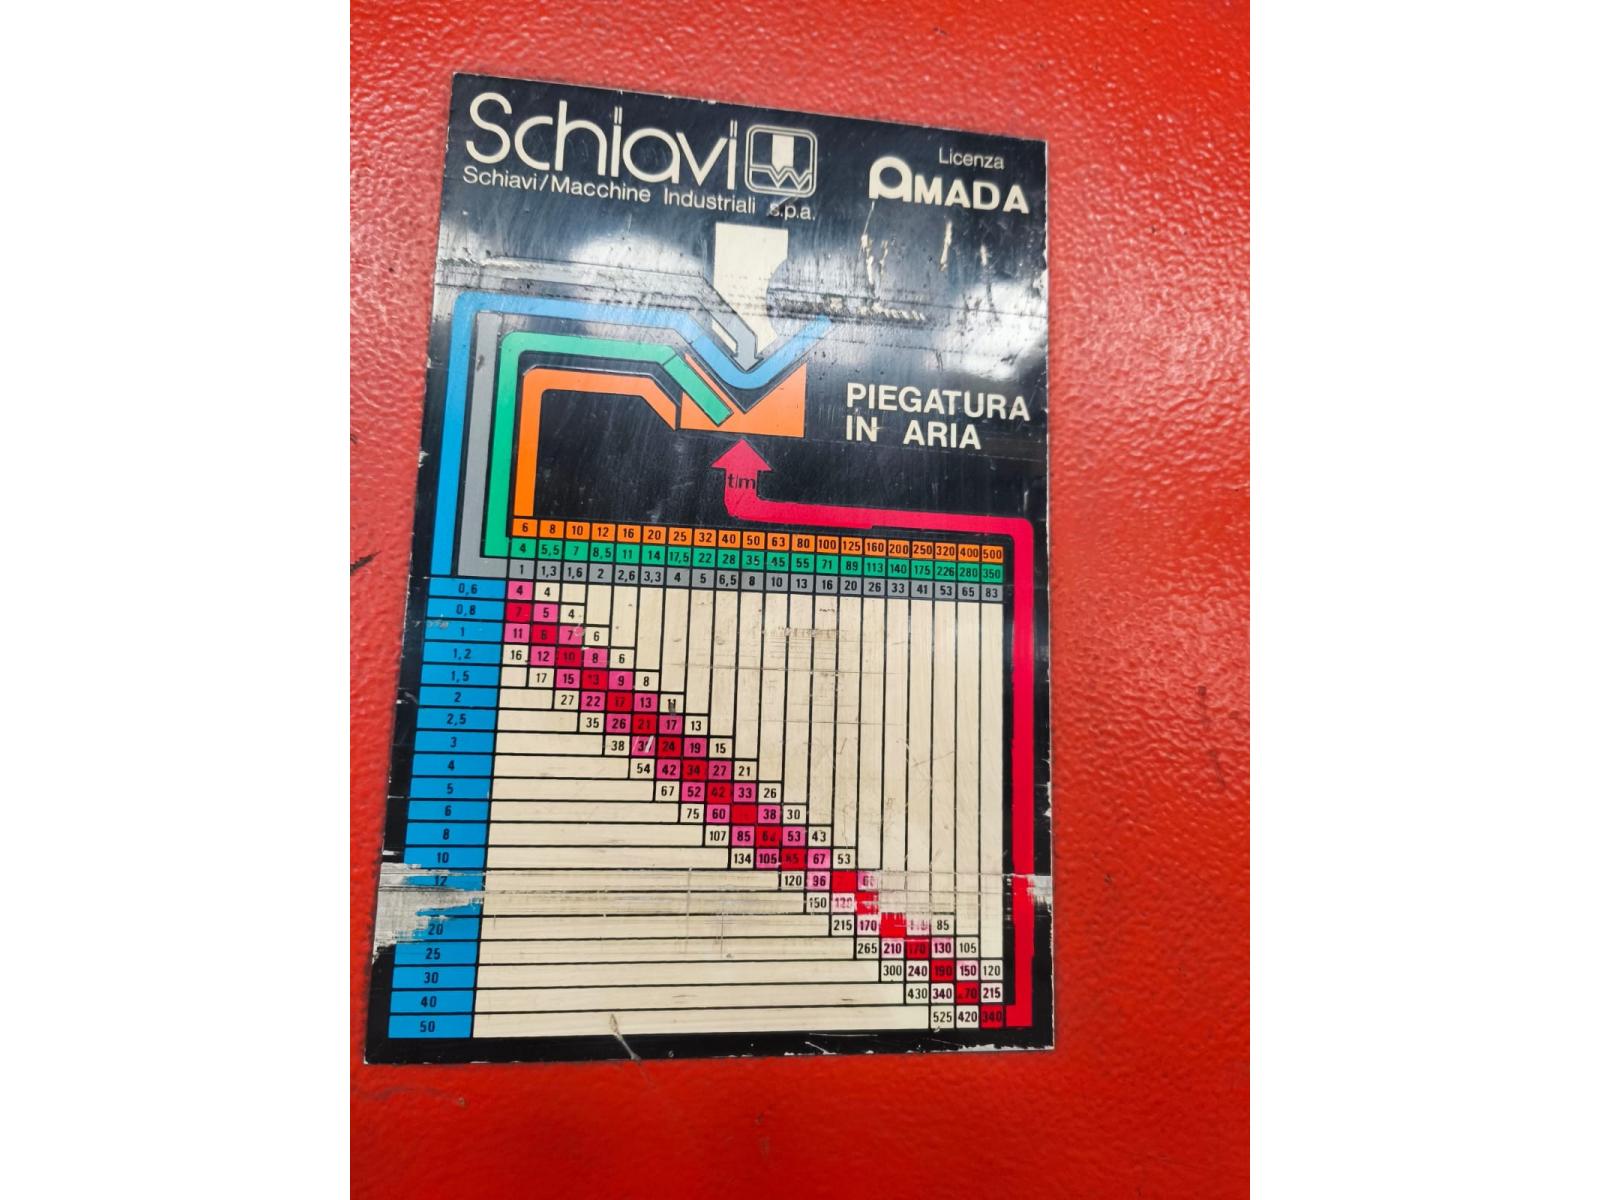 Schiavi
Schiavi/Macchine Industriali s.p.a.
Licenza
AMADA
PIEGATURA
IN ARIA
t/m
6 8 10 12 16 20 25 32 40 50 63 80 100 125 160 200 250 320 400 500
4 5,5 7 8,5 11 14 17,5 22 28 35 45 55 71 89 113 140 175 226 280 350
1 1,3 1,6 2 2,6 3,3 4 5 6,5 8 10 13 16 20 26 33 41 53 65 83
0,6 4 4
0,8 7 5 4
1 11 8 7 6
1,2 16 12 10 8 6
1,5 17 15 13 9 8
2 27 22 17 13 11
2,5 35 26 21 17 13
3 38 24 19 15
4 54 42 34 27 21
5 67 52 42 33 26
6 75 60 38 30
8 107 85 53 43
10 134 105 85 67 53
12 120 96
150 120
20 215 170 85
25 265 210 170 130 105
30 300 240 190 150 120
40 430 340 270 215
50 525 420 340